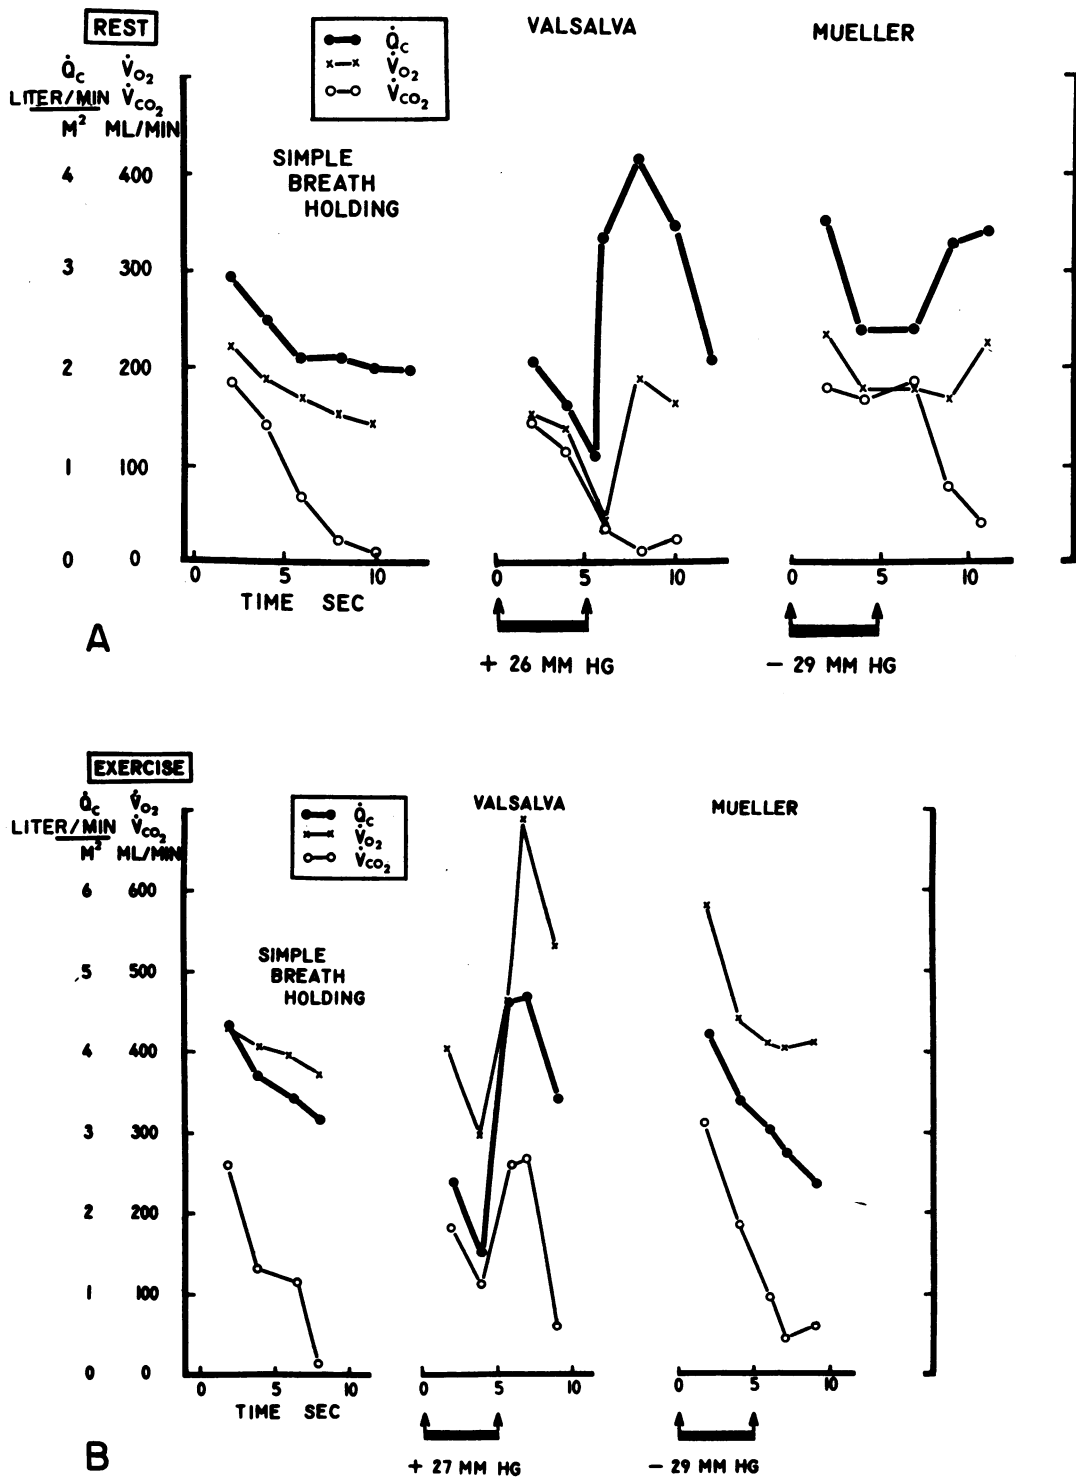 REST
Q̇C V̇O2
LITER/MIN V̇CO2
M² ML/MIN
Q̇C
V̇O2
V̇CO2
VALSALVA
MUELLER
SIMPLE
BREATH
HOLDING
4 400
3 300
2 200
1 100
0 0
0 5 10
TIME SEC
0 5 10
0 5 10
A
+ 26 MM HG
− 29 MM HG
EXERCISE
Q̇C V̇O2
LITER/MIN V̇CO2
M² ML/MIN
Q̇C
V̇O2
V̇CO2
VALSALVA
MUELLER
SIMPLE
BREATH
HOLDING
6 600
5 500
4 400
3 300
2 200
1 100
0 0
0 5 10
TIME SEC
0 5 10
0 5 10
B
+ 27 MM HG
− 29 MM HG